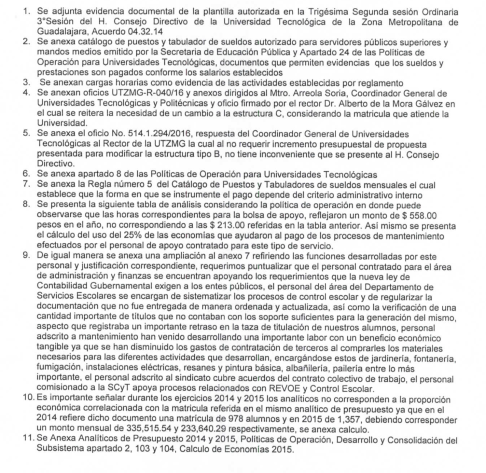 1. Se adjunta evidencia documental de la plantilla autorizada en la Trigésima Segunda sesión Ordinaria
3*Sesión del H. Consejo Directivo de la Universidad Tecnológica de la Zona Metropolitana de
Guadalajara, Acuerdo 04.32.14
2. Se anexa catálogo de puestos y tabulador de sueldos autorizado para servidores públicos superiores y
mandos medios emitido por la Secretaria de Educación Pública y Apartado 24 de las Políticas de
Operación para Universidades Tecnológicas, documentos que permiten evidencias que los sueldos y
prestaciones son pagados conforme los salarios establecidos
3. Se anexan cargas horarias como evidencia de las actividades establecidas por reglamento
4. Se anexan oficios UTZMG-R-040/16 y anexos dirigidos al Mtro. Arreola Soria, Coordinador General de
Universidades Tecnológicas y Politécnicas y oficio firmado por el rector Dr. Alberto de la Mora Gálvez en
el cual se reitera la necesidad de un cambio a la estructura C, considerando la matricula que atiende la
Universidad.
5. Se anexa el oficio No. 514.1.294/2016, respuesta del Coordinador General de Universidades
Tecnológicas al Rector de la UTZMG la cual al no requerir incremento presupuestal de propuesta
presentada para modificar la estructura tipo B, no tiene inconveniente que se presente al H. Consejo
Directivo.
6. Se anexa apartado 8 de las Políticas de Operación para Universidades Tecnológicas
7. Se anexa la Regla número 5 del Catálogo de Puestos y Tabuladores de sueldos mensuales el cual
establece que la forma en que se instrumente el pago depende del criterio administrativo interno
8. Se presenta la siguiente tabla de análisis considerando la política de operación en donde puede
observarse que las horas correspondientes para la bolsa de apoyo, reflejaron un monto de $ 558.00
pesos en el año, no correspondiendo a las $ 213.00 referidas en la tabla anterior. Así mismo se presenta
el cálculo del uso del 25% de las economías que ayudaron al pago de los procesos de mantenimiento
efectuados por el personal de apoyo contratado para este tipo de servicio.
9. De igual manera se anexa una ampliación al anexo 7 refiriendo las funciones desarrolladas por este
personal y justificación correspondiente, requerimos puntualizar que el personal contratado para el área
de administración y finanzas se encuentran apoyando los requerimientos que la nueva ley de
Contabilidad Gubernamental exigen a los entes públicos, el personal del área del Departamento de
Servicios Escolares se encargan de sistematizar los procesos de control escolar y de regularizar la
documentación que no fue entregada de manera ordenada y actualizada, así como la verificación de una
cantidad importante de títulos que no contaban con los soporte suficientes para la generación del mismo,
aspecto que registraba un importante retraso en la taza de titulación de nuestros alumnos, personal
adscrito a mantenimiento han venido desarrollando una importante labor con un beneficio económico
tangible ya que se han disminuido los gastos de contratación de terceros al comprarles los materiales
necesarios para las diferentes actividades que desarrollan, encargándose estos de jardinería, fontanería,
fumigación, instalaciones eléctricas, resanes y pintura básica, albañilería, pailería entre lo más
importante, el personal adscrito al sindicato cubre acuerdos del contrato colectivo de trabajo, el personal
comisionado a la SCyT apoya procesos relacionados con REVOE y Control Escolar.
10. Es importante señalar durante los ejercicios 2014 y 2015 los analíticos no corresponden a la proporción
económica correlacionada con la matricula referida en el mismo analítico de presupuesto ya que en el
2014 refiere dicho documento una matrícula de 978 alumnos y en 2015 de 1,357, debiendo corresponder
un monto mensual de 335,515.54 y 233,640.29 respectivamente, se anexa calculo.
11. Se Anexa Analíticos de Presupuesto 2014 y 2015, Políticas de Operación, Desarrollo y Consolidación del
Subsistema apartado 2, 103 y 104, Calculo de Economías 2015.